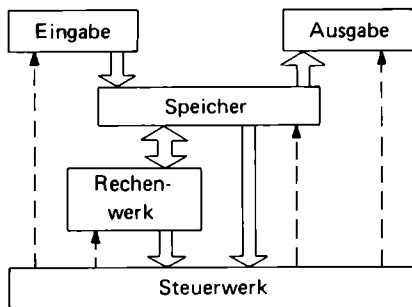 Eingabe
Ausgabe
Speicher
Rechen-
werk
Steuerwerk